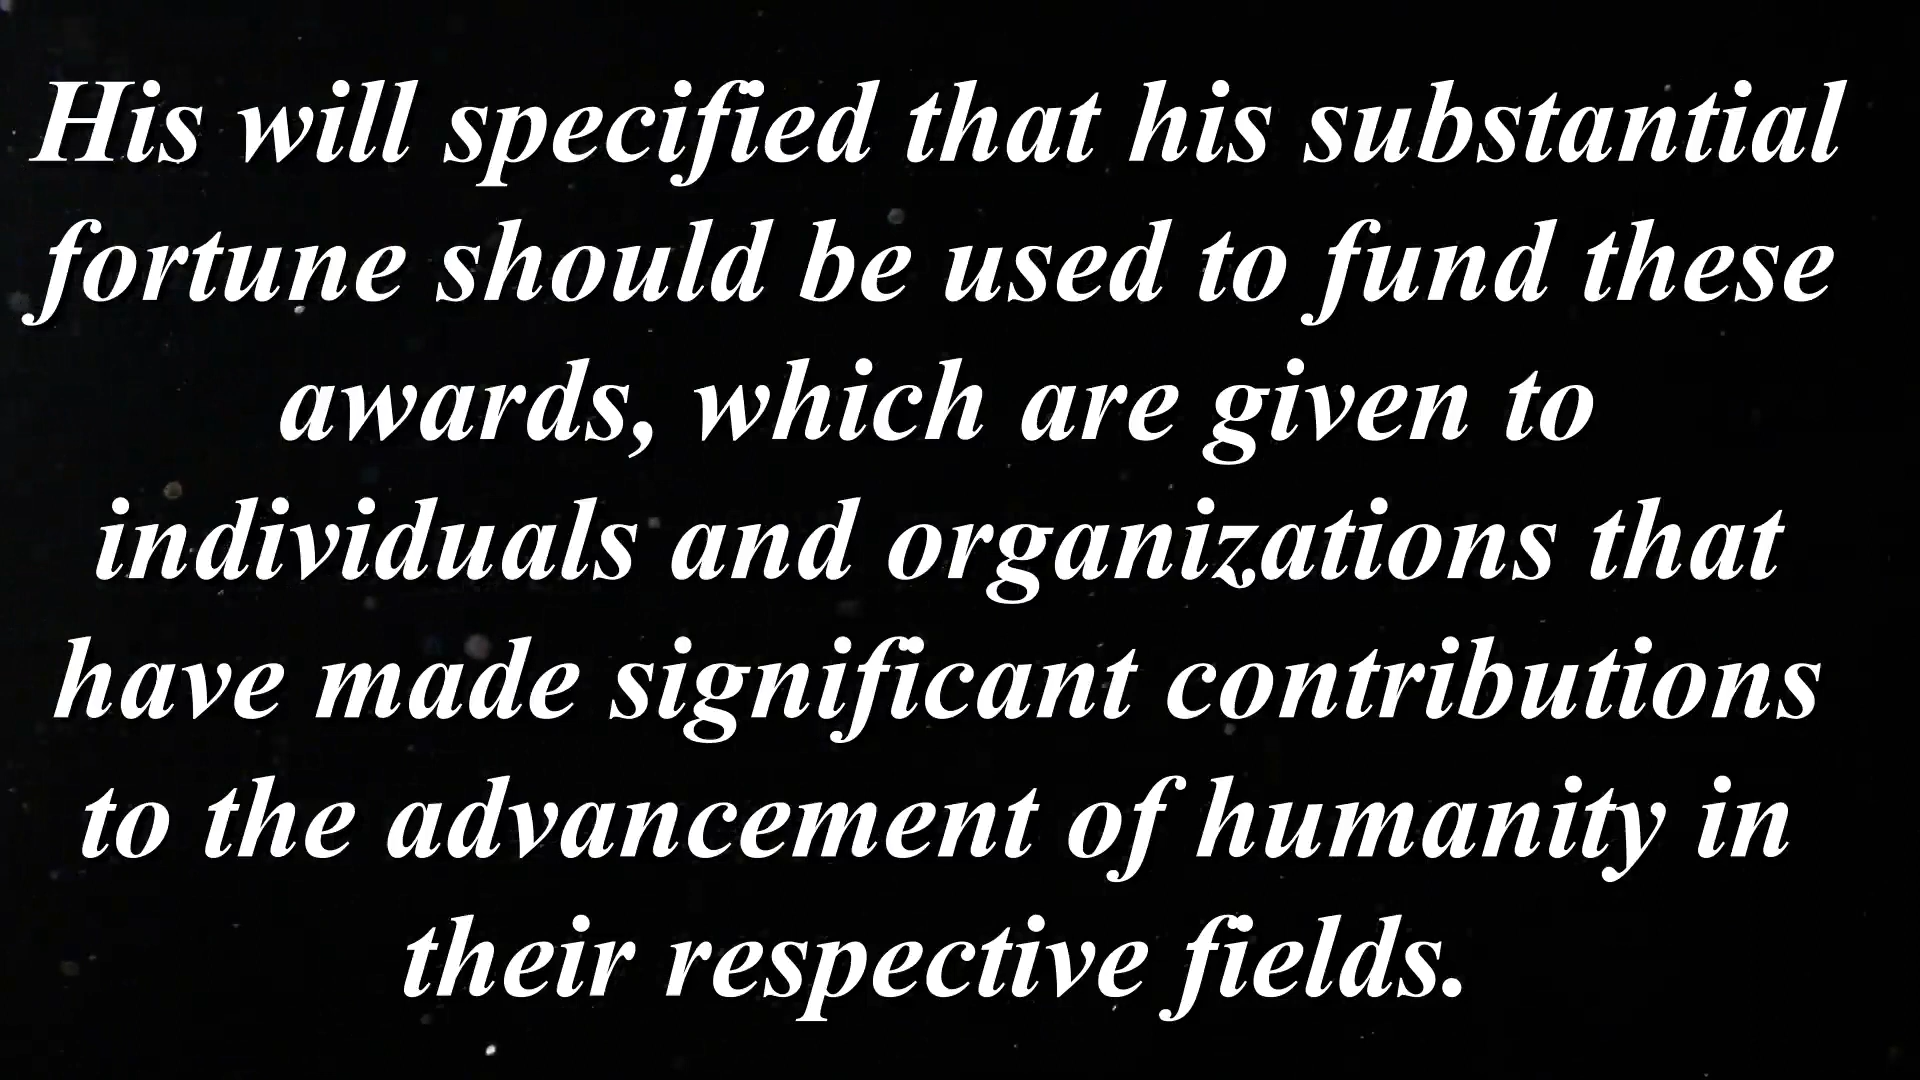 His will specified that his substantial
fortune should be used to fund these
awards, which are given to
individuals and organizations that
have made significant contributions
to the advancement of humanity in
their respective fields.